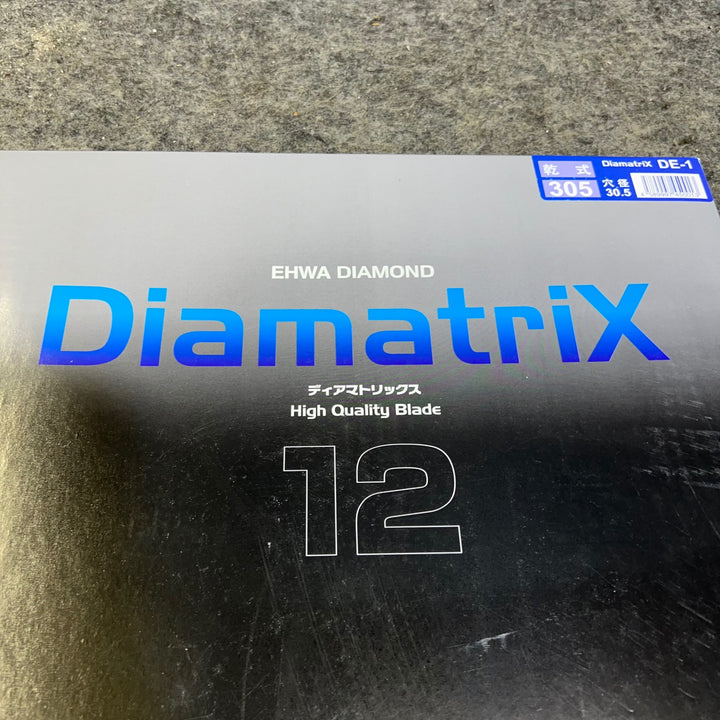 乾式
305
DiamatriX DE-1
穴径
30.5
EHWA DIAMOND
DiamatriX
ディアマトリックス
High Quality Blade
12